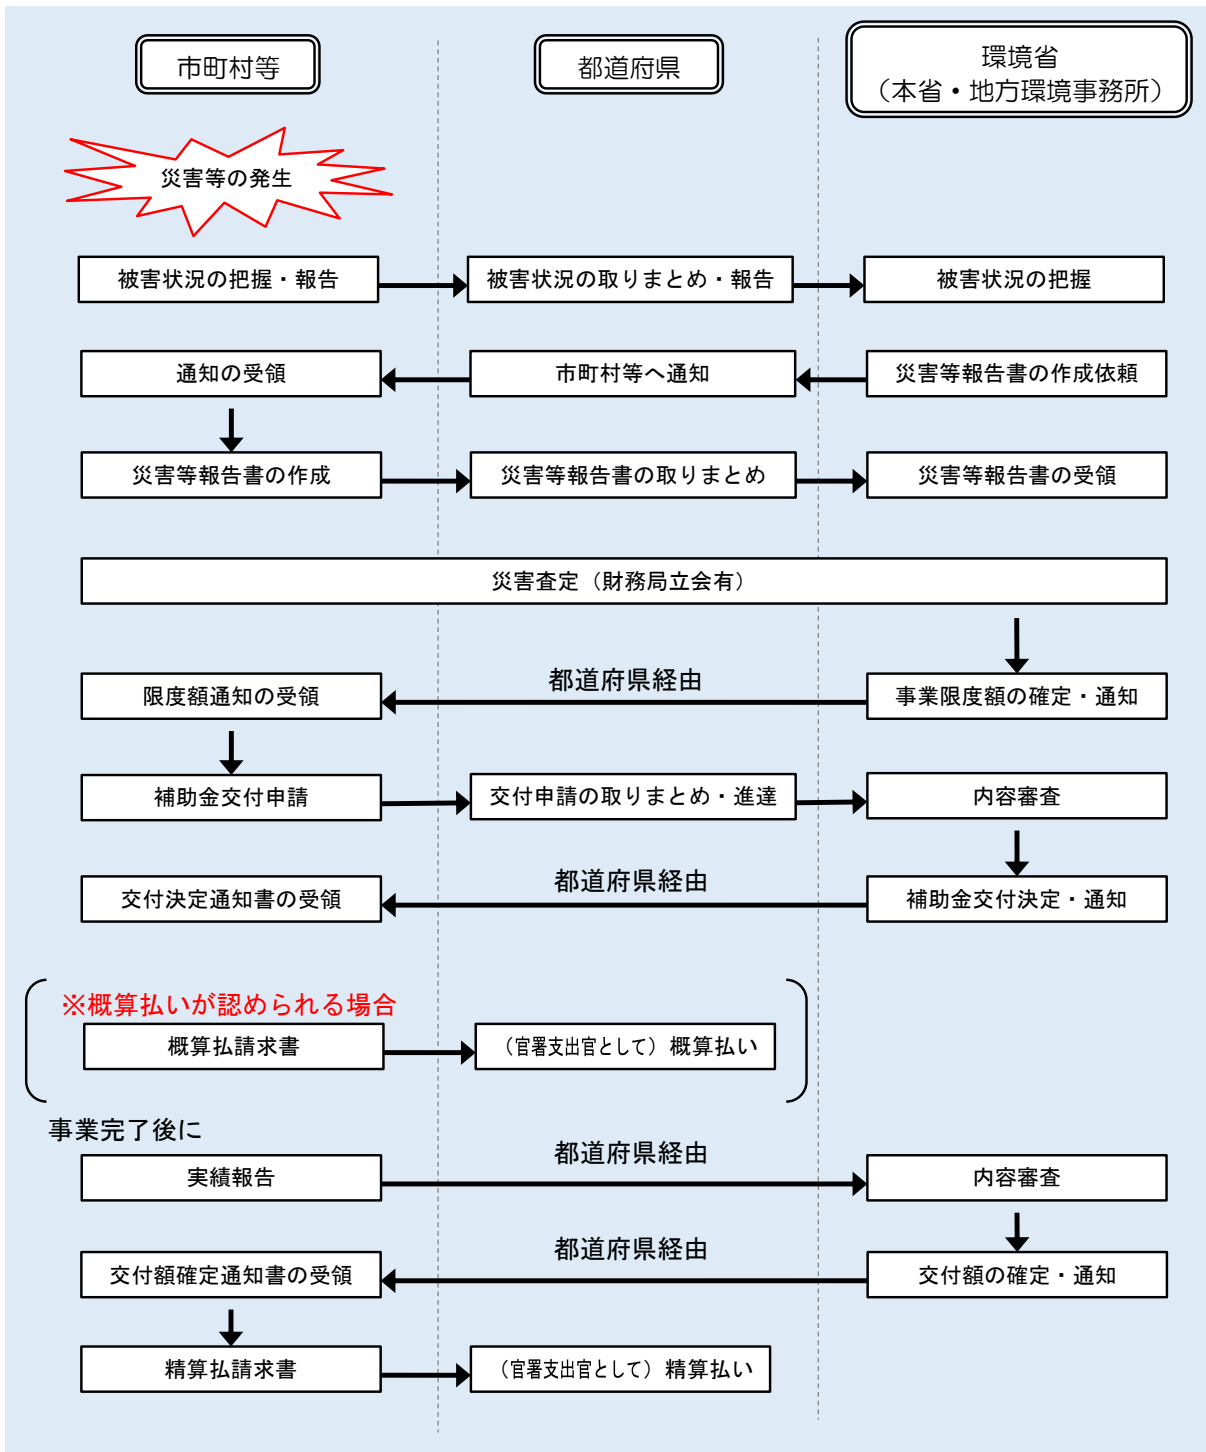 市町村等
都道府県
環境省
（本省・地方環境事務所）
災害等の発生
被害状況の把握・報告
被害状況の取りまとめ・報告
被害状況の把握
通知の受領
市町村等へ通知
災害等報告書の作成依頼
災害等報告書の作成
災害等報告書の取りまとめ
災害等報告書の受領
災害査定（財務局立会有）
限度額通知の受領
都道府県経由
事業限度額の確定・通知
補助金交付申請
交付申請の取りまとめ・進達
内容審査
交付決定通知書の受領
都道府県経由
補助金交付決定・通知
※概算払いが認められる場合
概算払請求書
（官署支出官として）概算払い
事業完了後に
実績報告
都道府県経由
内容審査
交付額確定通知書の受領
都道府県経由
交付額の確定・通知
精算払請求書
（官署支出官として）精算払い